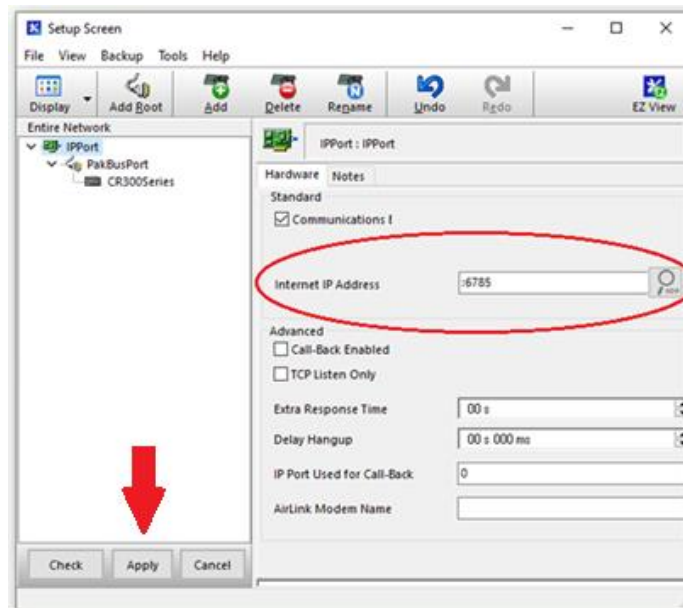 Setup Screen
File View Backup Tools Help
Display Add Root Add Delete Rename Undo Redo EZ View
Entire Network
IPPort
PakBusPort
CR300Series
IPPort : IPPort
Hardware Notes
Standard
Communications E
Internet IP Address :6785
Advanced
Call-Back Enabled
TCP Listen Only
Extra Response Time 00 s
Delay Hangup 00 s 000 ms
IP Port Used for Call-Back 0
AirLink Modem Name
Check Apply Cancel